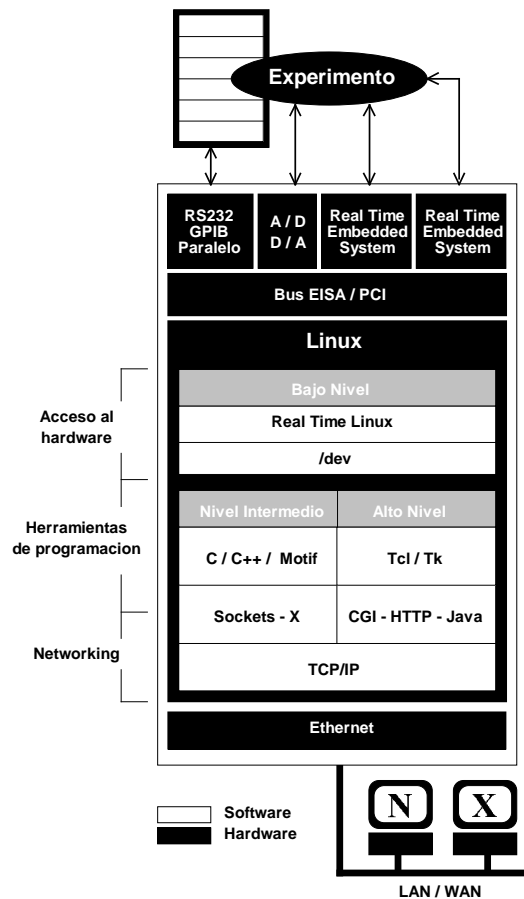 Experimento
RS232
GPIB
Paralelo
A / D
D / A
Real Time
Embedded
System
Real Time
Embedded
System
Bus EISA / PCI
Linux
Bajo Nivel
Real Time Linux
/dev
Acceso al
hardware
Nivel Intermedio
Alto Nivel
C / C++ / Motif
Tcl / Tk
Herramientas
de programacion
Sockets - X
CGI - HTTP - Java
Networking
TCP/IP
Ethernet
N
X
Software
Hardware
LAN / WAN